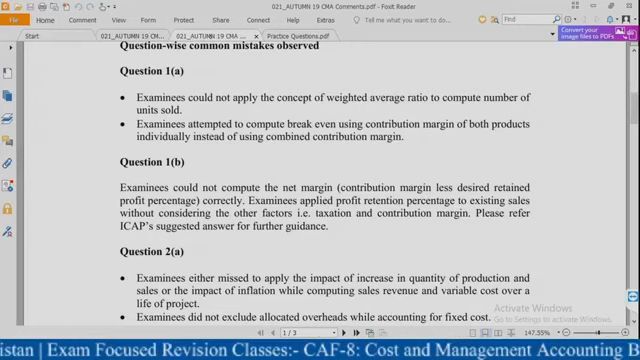 021_AUTUMN 19 CMA Comments.pdf - Foxit Reader
File
Tell me what you want to do...
Find
Start
021_AUTUMN 19 CMA ...
021_AUTUMN 19 CMA Com...
Practice Questions.pdf
Convert your
image files to PDFs
Question-wise common mistakes observed
Question 1(a)
• Examinees could not apply the concept of weighted average ratio to compute number of
units sold.
• Examinees attempted to compute break even using contribution margin of both products
individually instead of using combined contribution margin.
Question 1(b)
Examinees could not compute the net margin (contribution margin less desired retained
profit percentage) correctly. Examinees applied profit retention percentage to existing sales
without considering the other factors i.e. taxation and contribution margin. Please refer
ICAP's suggested answer for further guidance.
Question 2(a)
• Examinees either missed to apply the impact of increase in quantity of production and
sales or the impact of inflation while computing sales revenue and variable cost over a
life of project.
• Examinees did not exclude allocated overheads while accounting for fixed cost.
Activate Windows
Go to Settings to activate Windows.
1 / 3
147.55%
istan | Exam Focused Revision Classes:- CAF-8: Cost and Management Accounting B